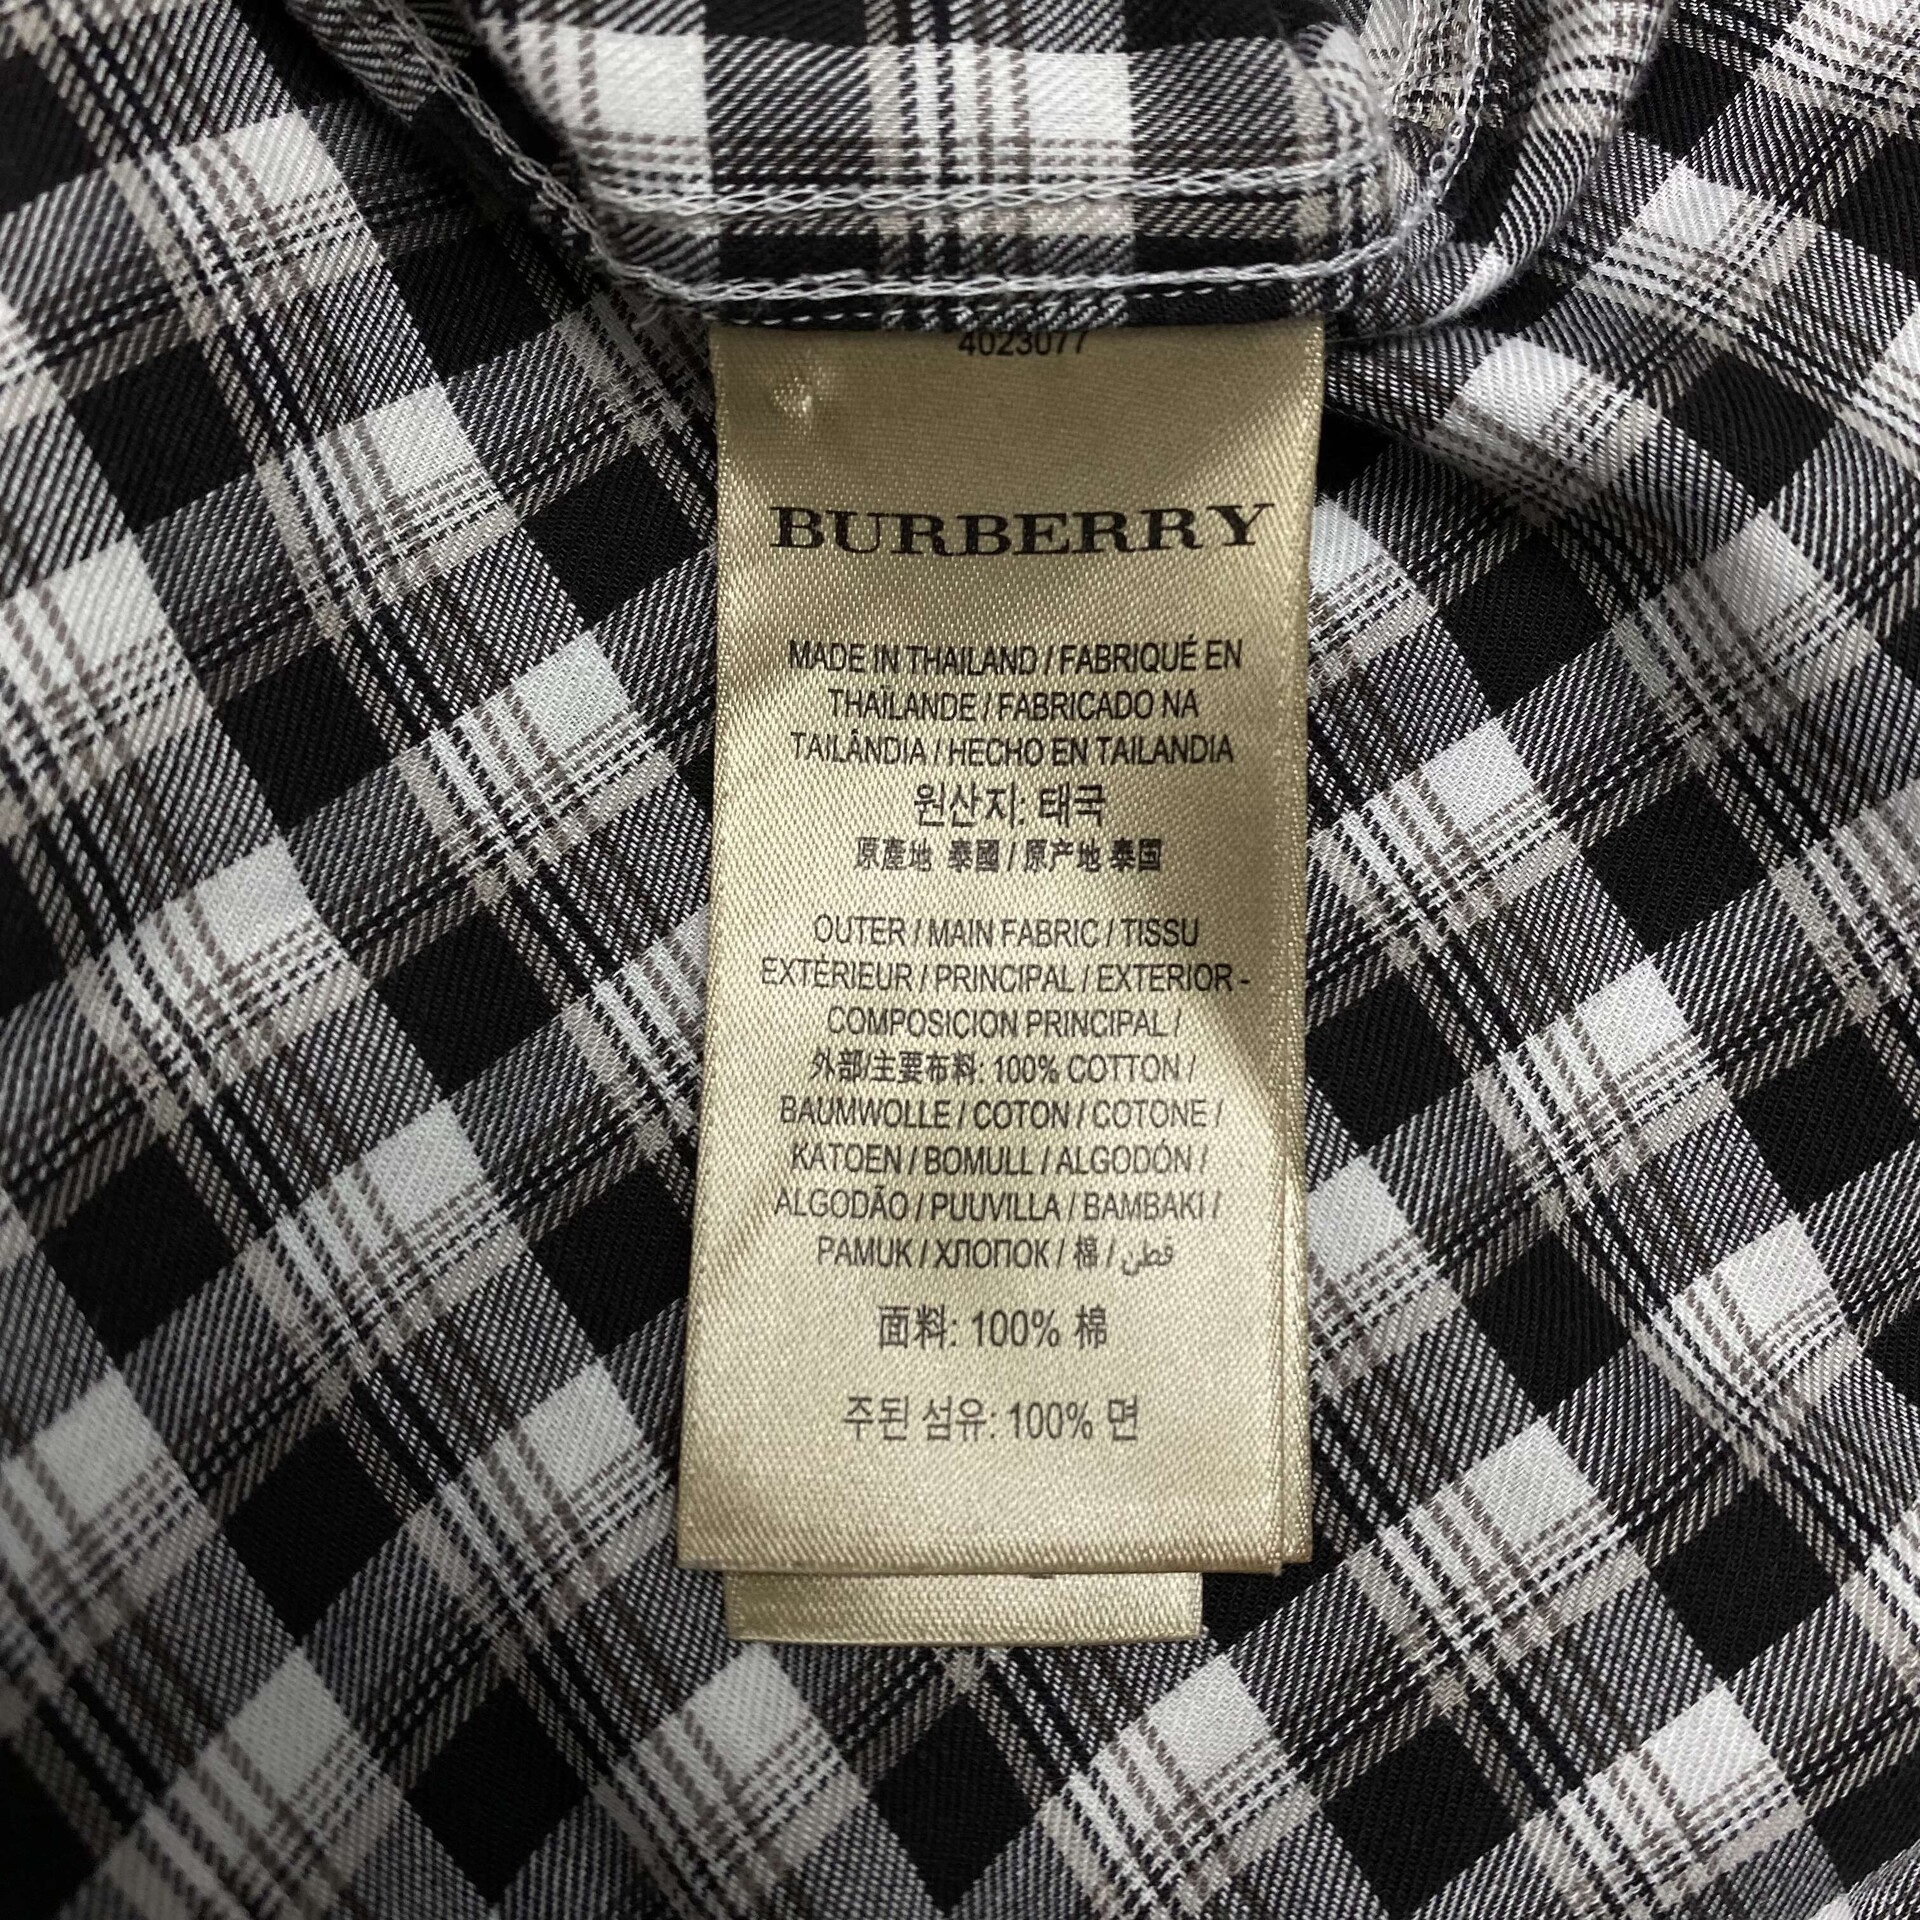 4023077
BURBERRY
MADE IN THAILAND / FABRIQUÉ EN
THAÏLANDE / FABRICADO NA
TAILÂNDIA / HECHO EN TAILANDIA
원산지: 태국
原產地 泰國 / 原产地 泰国
OUTER / MAIN FABRIC / TISSU
EXTÉRIEUR / PRINCIPAL / EXTERIOR -
COMPOSICION PRINCIPAL /
外部/主要布料: 100% COTTON /
BAUMWOLLE / COTON / COTONE /
KATOEN / BOMULL / ALGODÓN /
ALGODÃO / PUUVILLA / BAMBAKI /
PAMUK / ХЛОПОК / 棉 / قطن
面料: 100% 棉
주된 섬유: 100% 면